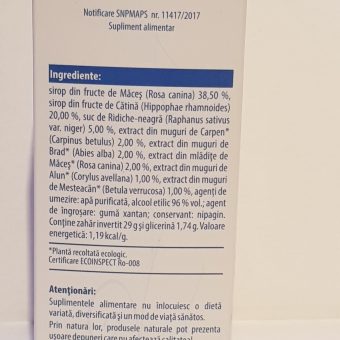 Notificare SNPMAPS nr. 11417/2017
Supliment alimentar
Ingrediente:
sirop din fructe de Măceș (Rosa canina) 38,50 %,
sirop din fructe de Cătină (Hippophae rhamnoides)
20,00 %, suc de Ridiche-neagră (Raphanus sativus
var. niger) 5,00 %, extract din muguri de Carpen*
(Carpinus betulus) 2,00 %, extract din muguri de
Brad* (Abies alba) 2,00 %, extract din mlădițe de
Măceș* (Rosa canina) 2,00 %, extract din muguri de
Alun* (Corylus avellana) 1,00 %, extract din muguri de
Mesteacăn* (Betula verrucosa) 1,00 %, agenți de
umezire: apă purificată, alcool etilic 96 % vol.; agent
de îngroșare: gumă xantan; conservant: nipagin.
Conține zahăr invertit 29 g și glicerină 1,74 g. Valoare
energetică: 1,19 kcal/g.
*Plantă recoltată ecologic.
Certificare ECOINSPECT Ro-008
Atenționări:
Suplimentele alimentare nu înlocuiesc o dietă
variată, diversificată și un mod de viață sănătos.
Prin natura lor, produsele naturale pot prezenta
ușoare depuneri care nu afectează calitatea